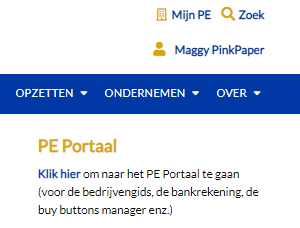 Mijn PE Zoek
Maggy PinkPaper
OPZETTEN ONDERNEMEN OVER
PE Portaal
Klik hier om naar het PE Portaal te gaan
(voor de bedrijvengids, de bankrekening, de
buy buttons manager enz.)